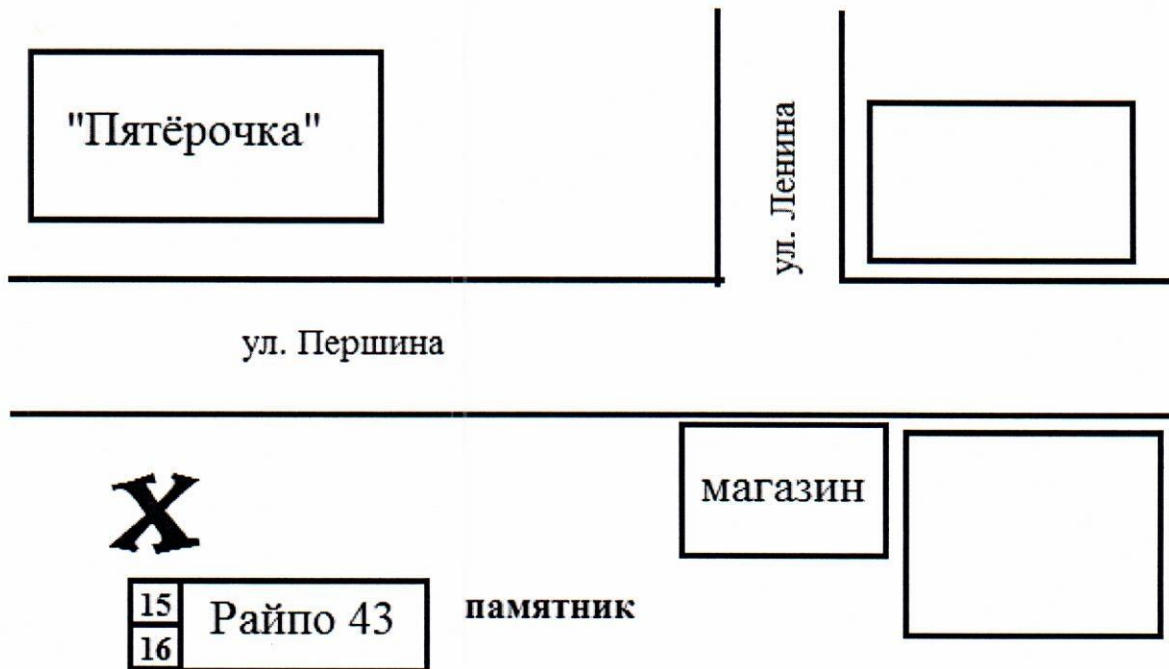 "Пятёрочка"
ул. Ленина
ул. Першина
магазин
X
15
16
Райпо 43
памятник